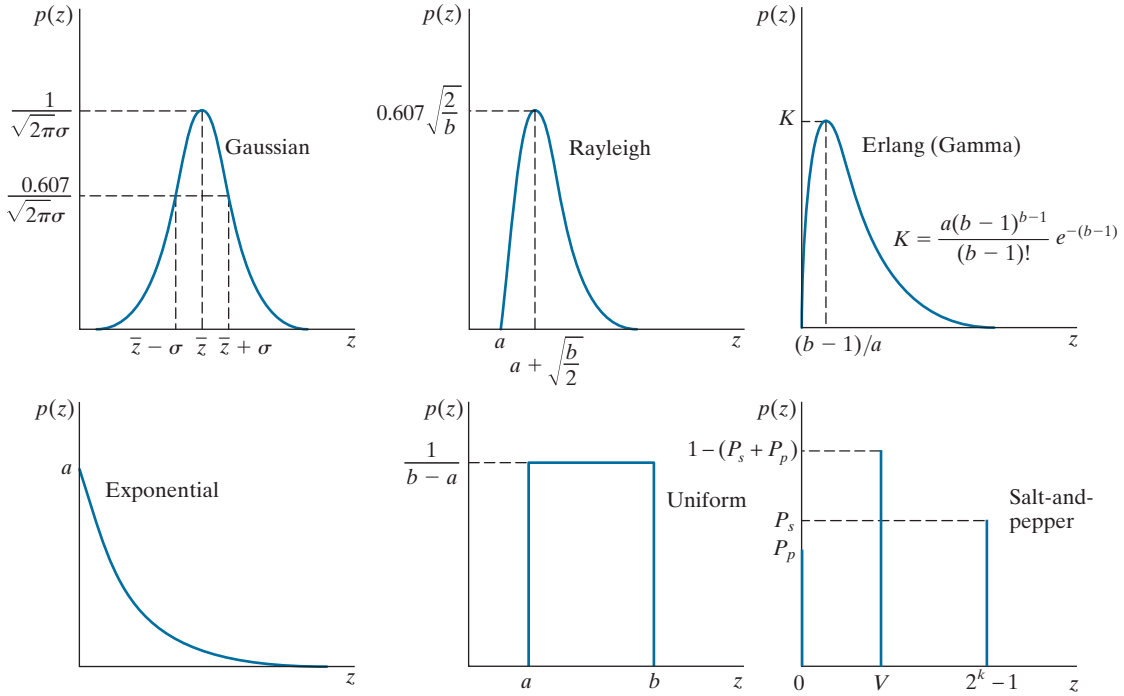 p(z)
1/√2πσ
0.607/√2πσ
Gaussian
z̄ − σ z̄ z̄ + σ z
p(z)
0.607√2/b
Rayleigh
a z
a + √b/2
p(z)
K
Erlang (Gamma)
K = a(b − 1)^{b−1}/(b − 1)! e^{−(b−1)}
(b − 1)/a z
p(z)
a
Exponential
z
p(z)
1/(b − a)
Uniform
a b z
p(z)
1 − (P_s + P_p)
P_s
P_p
Salt-and-
pepper
0 V 2^k − 1 z